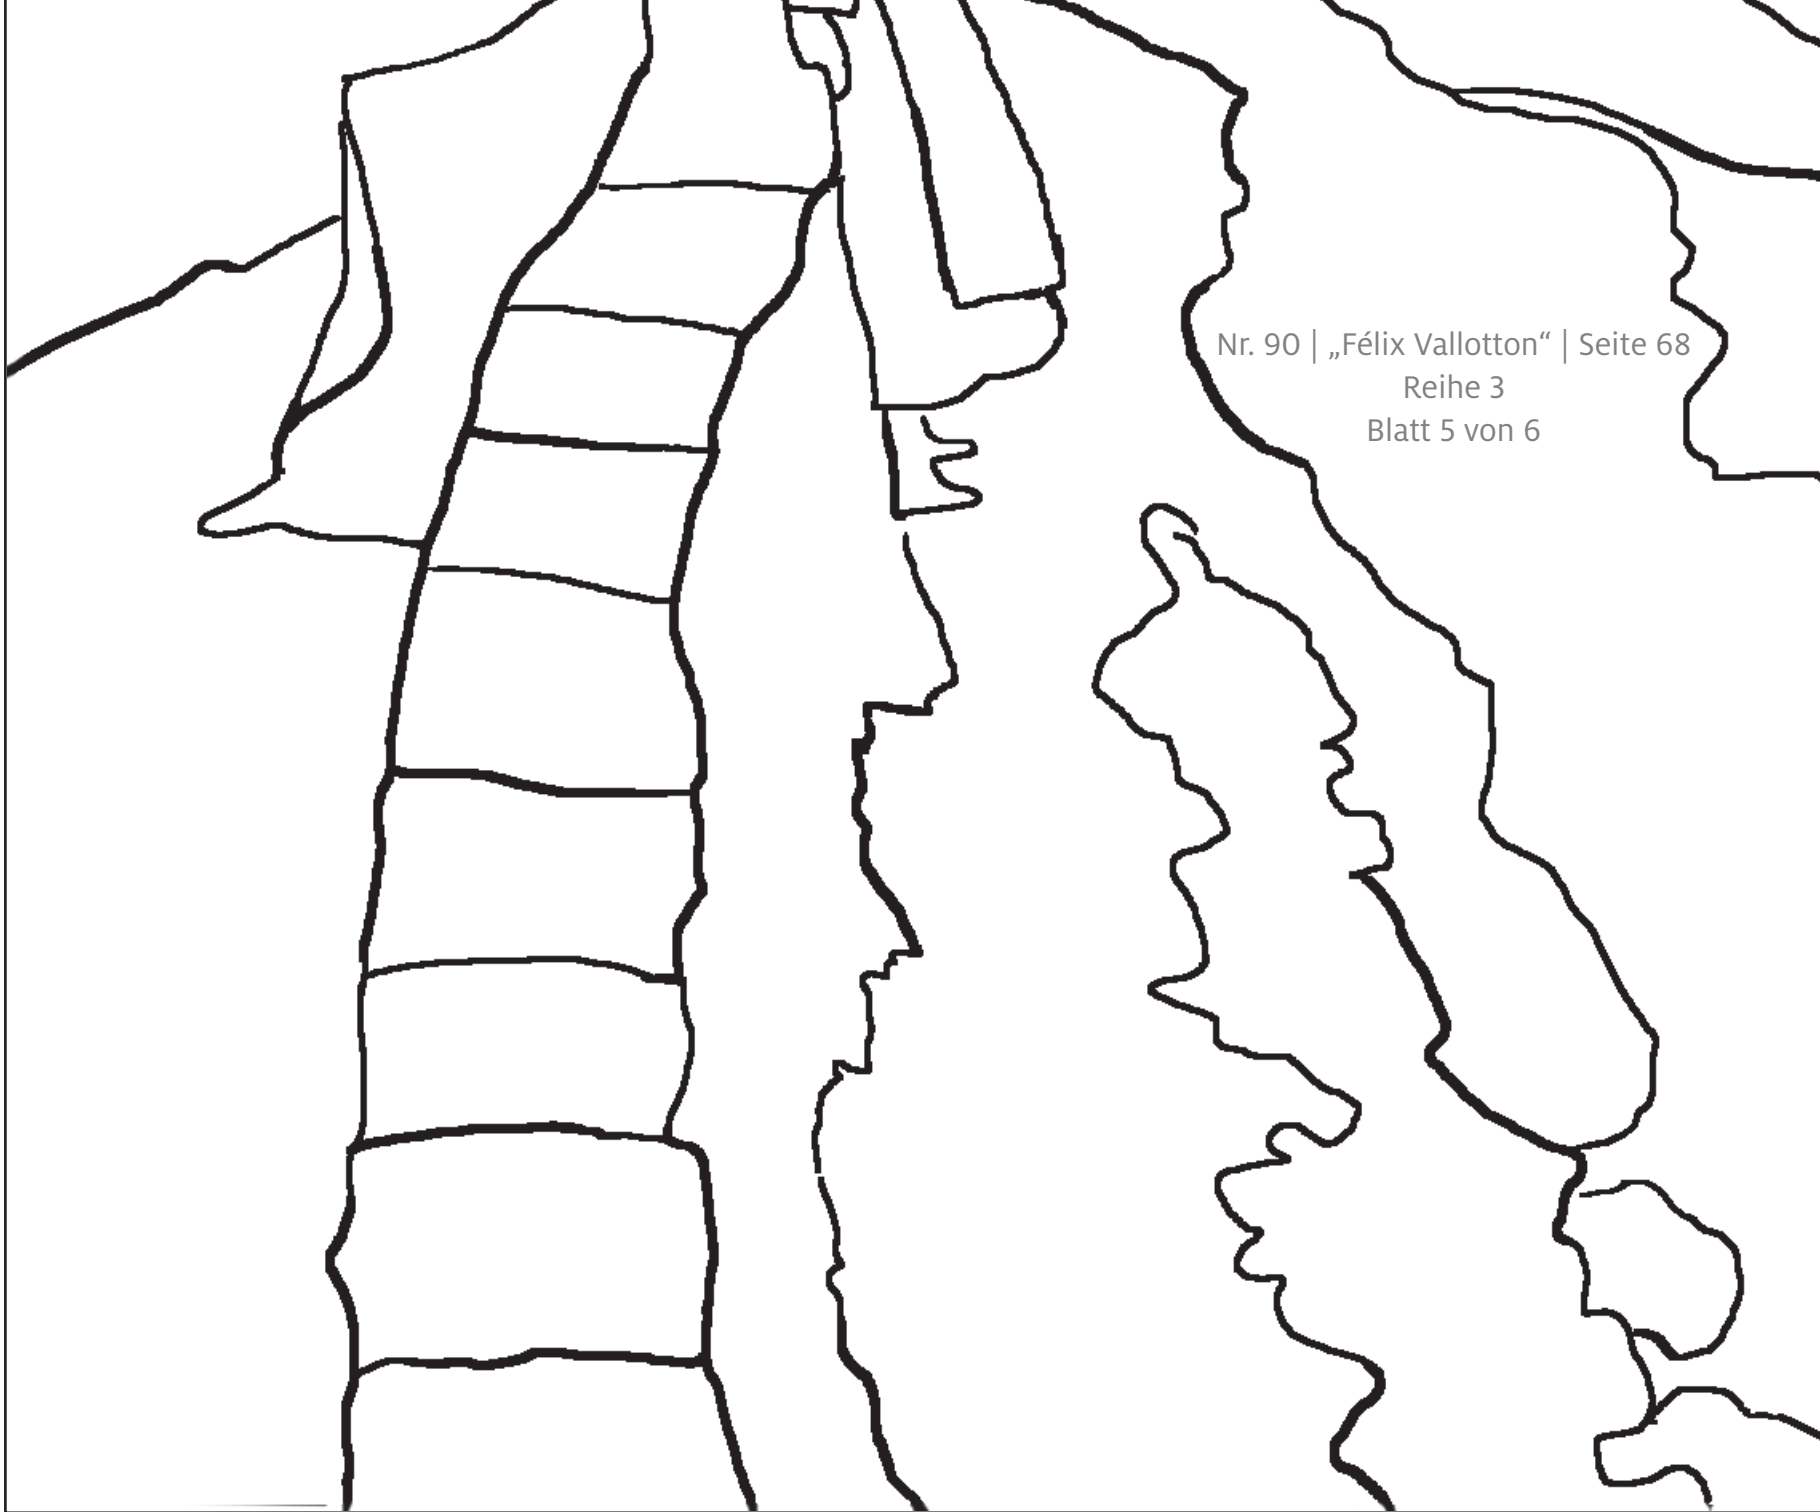 Nr. 90 | „Félix Vallotton“ | Seite 68
Reihe 3
Blatt 5 von 6